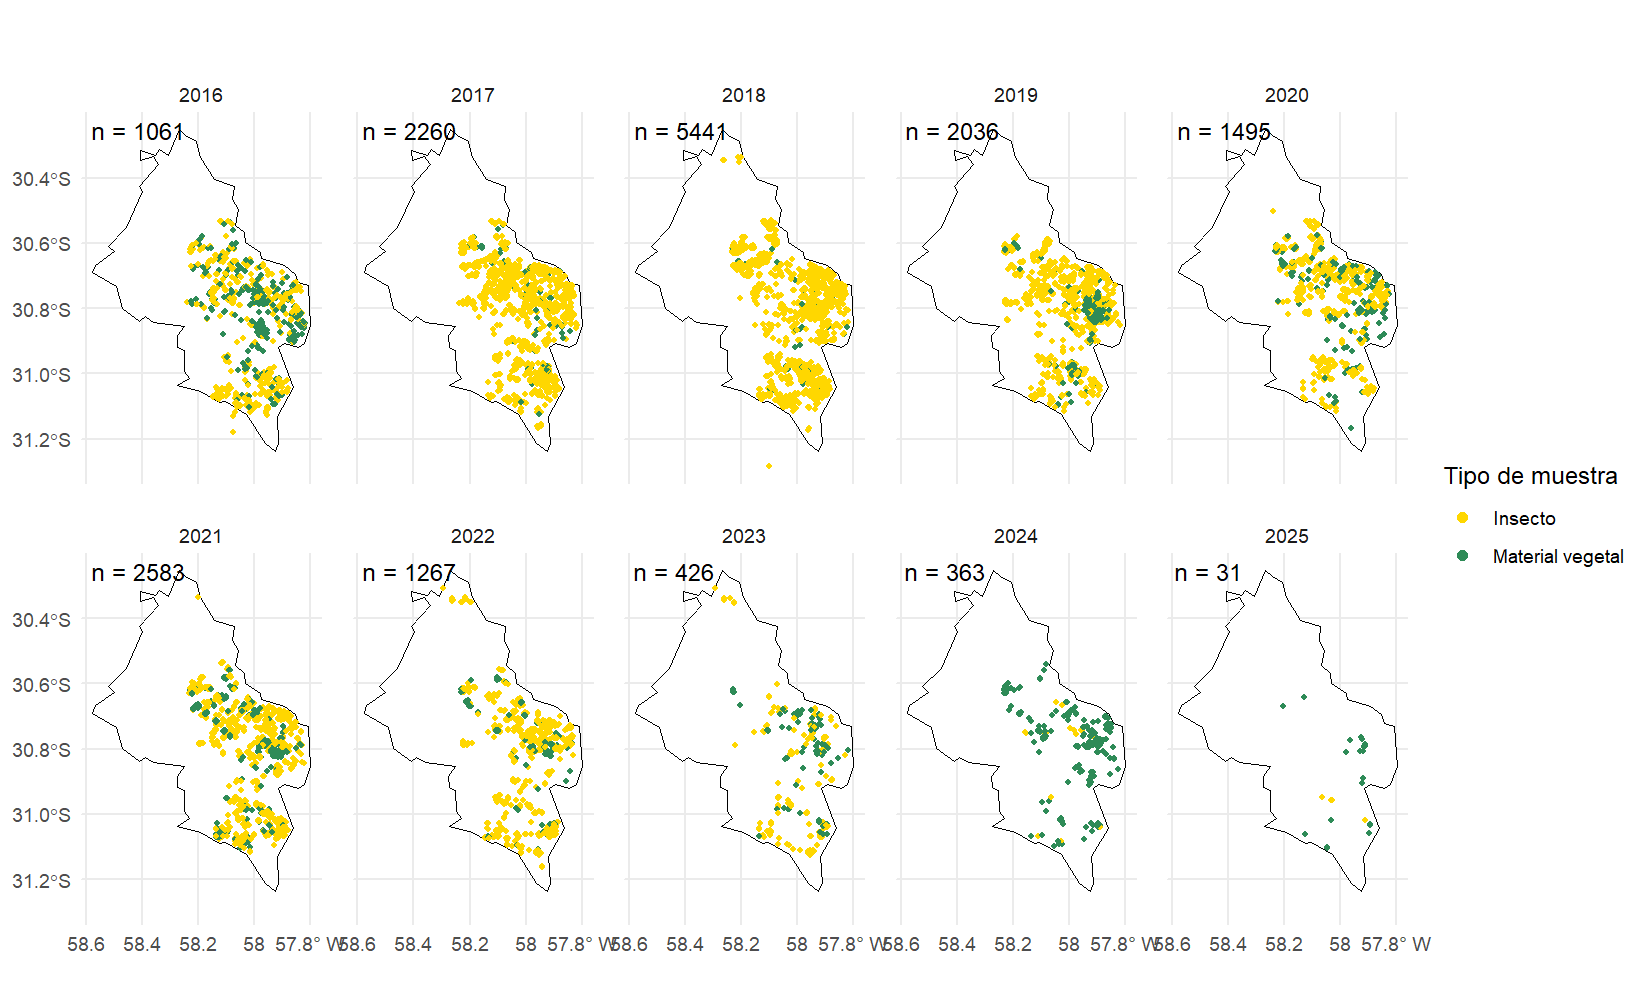 2016 2017 2018 2019 2020
n = 1061 n = 2260 n = 5441 n = 2036 n = 1495
30.4°S
30.6°S
30.8°S
31.0°S
31.2°S
Tipo de muestra
Insecto
Material vegetal
2021 2022 2023 2024 2025
n = 2583 n = 1267 n = 426 n = 363 n = 31
30.4°S
30.6°S
30.8°S
31.0°S
31.2°S
58.6 58.4 58.2 58 57.8° W 58.6 58.4 58.2 58 57.8° W 58.6 58.4 58.2 58 57.8° W 58.6 58.4 58.2 58 57.8° W 58.6 58.4 58.2 58 57.8° W